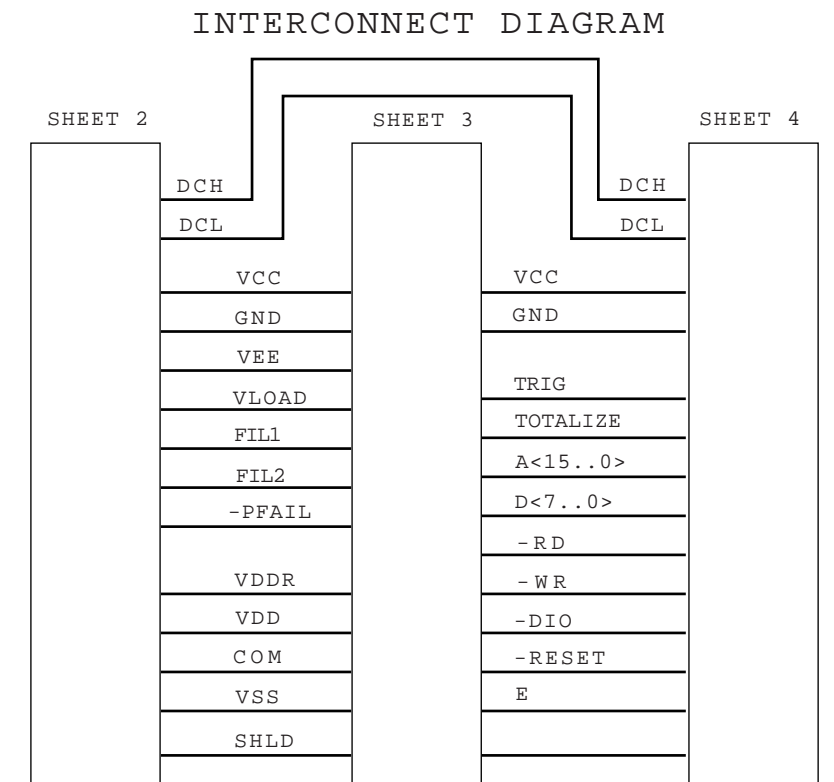 INTERCONNECT DIAGRAM
SHEET 2
SHEET 3
SHEET 4
DCH
DCH
DCL
DCL
VCC
VCC
GND
GND
VEE
VLOAD
TRIG
FIL1
TOTALIZE
FIL2
A<15..0>
-PFAIL
D<7..0>
-RD
VDDR
-WR
VDD
-DIO
COM
-RESET
VSS
E
SHLD